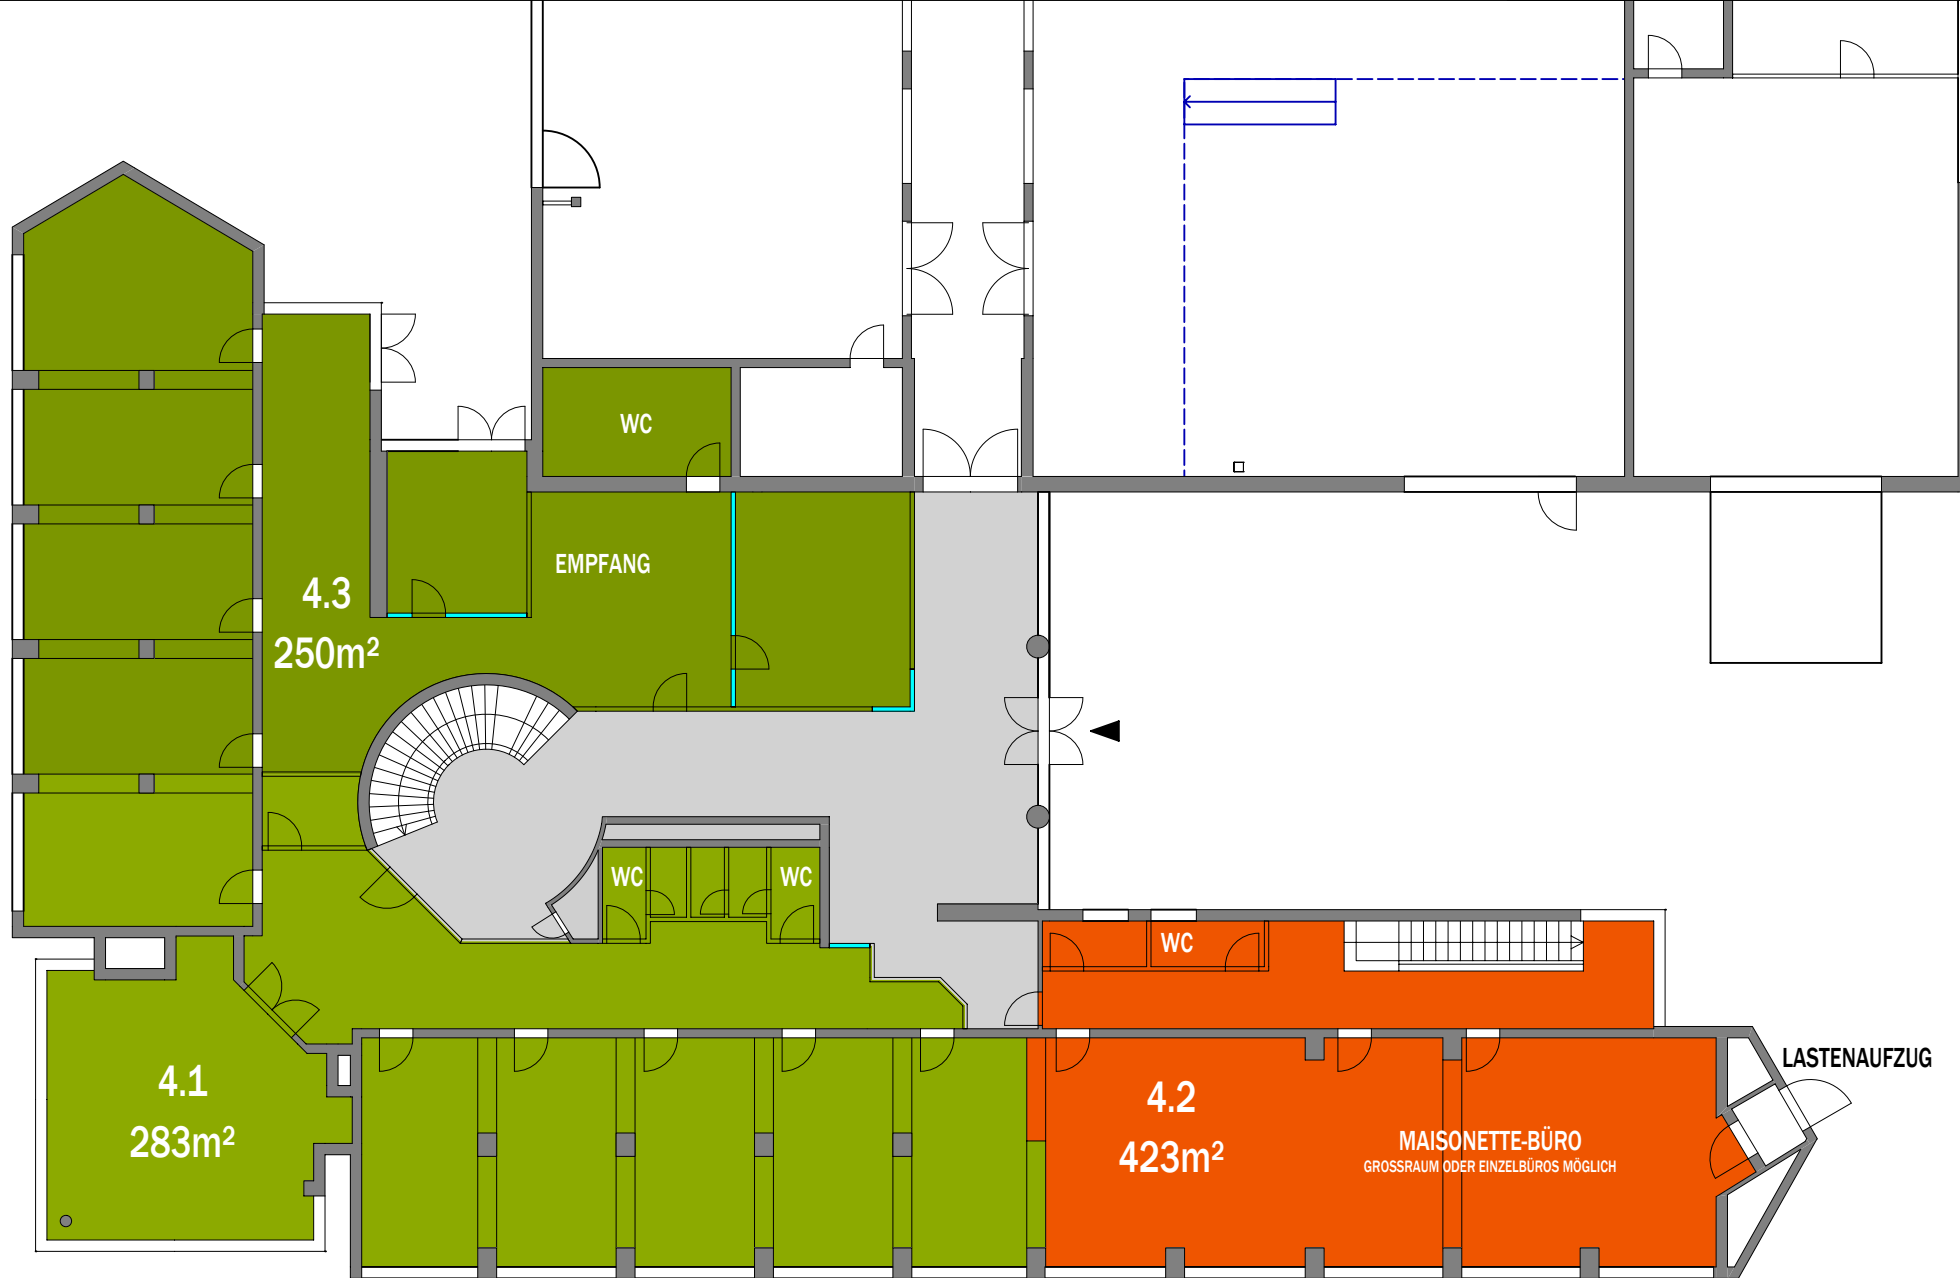 WC
EMPFANG
4.3
250m²
WC
WC
WC
4.1
283m²
4.2
423m²
MAISONETTE-BÜRO
GROSSRAUM ODER EINZELBÜROS MÖGLICH
LASTENAUFZUG